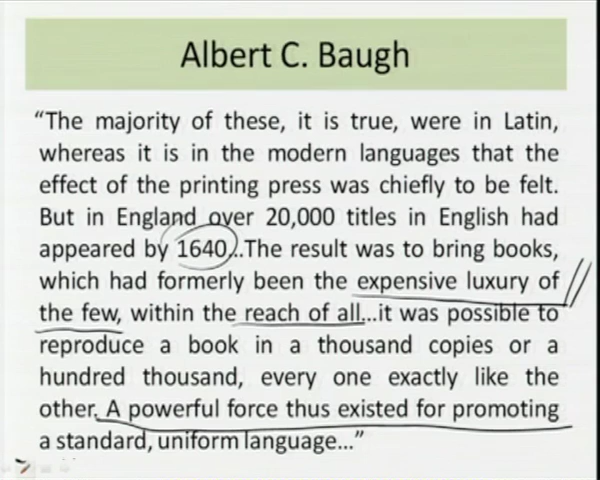 Albert C. Baugh
“The majority of these, it is true, were in Latin,
whereas it is in the modern languages that the
effect of the printing press was chiefly to be felt.
But in England over 20,000 titles in English had
appeared by 1640...The result was to bring books,
which had formerly been the expensive luxury of
the few, within the reach of all...it was possible to
reproduce a book in a thousand copies or a
hundred thousand, every one exactly like the
other. A powerful force thus existed for promoting
a standard, uniform language...”